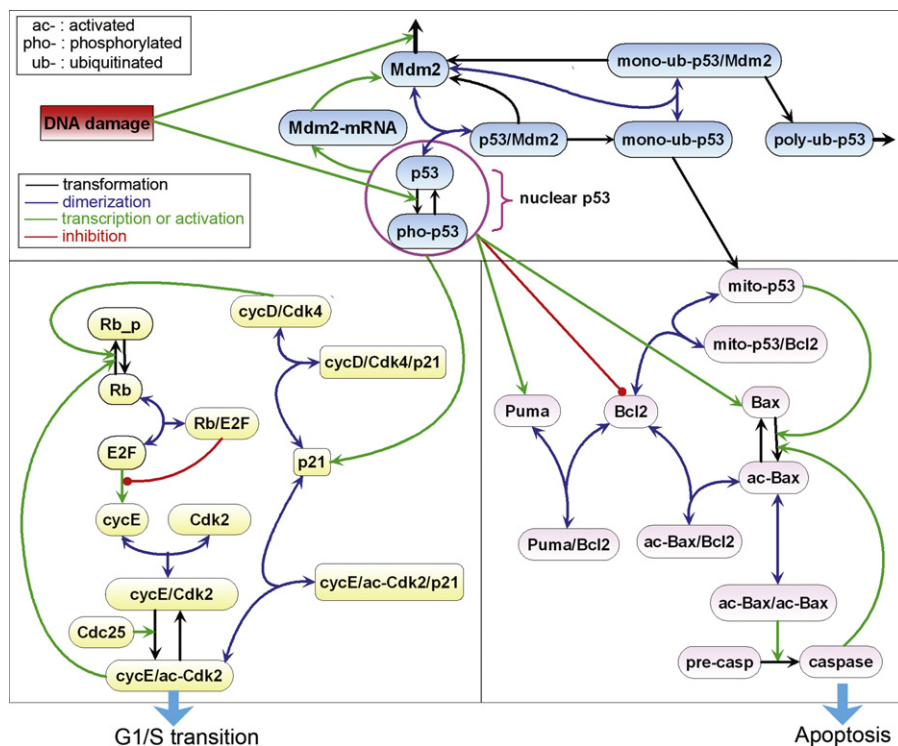 ac- : activated
pho- : phosphorylated
ub- : ubiquitinated
Mdm2
mono-ub-p53/Mdm2
DNA damage
Mdm2-mRNA
p53/Mdm2
mono-ub-p53
poly-ub-p53
p53
nuclear p53
pho-p53
transformation
dimerization
transcription or activation
inhibition
cycD/Cdk4
Rb_p
cycD/Cdk4/p21
Rb
Rb/E2F
E2F
p21
cycE
Cdk2
cycE/Cdk2
cycE/ac-Cdk2/p21
Cdc25
cycE/ac-Cdk2
G1/S transition
mito-p53
mito-p53/Bcl2
Puma
Bcl2
Bax
ac-Bax
Puma/Bcl2
ac-Bax/Bcl2
ac-Bax/ac-Bax
pre-casp
caspase
Apoptosis